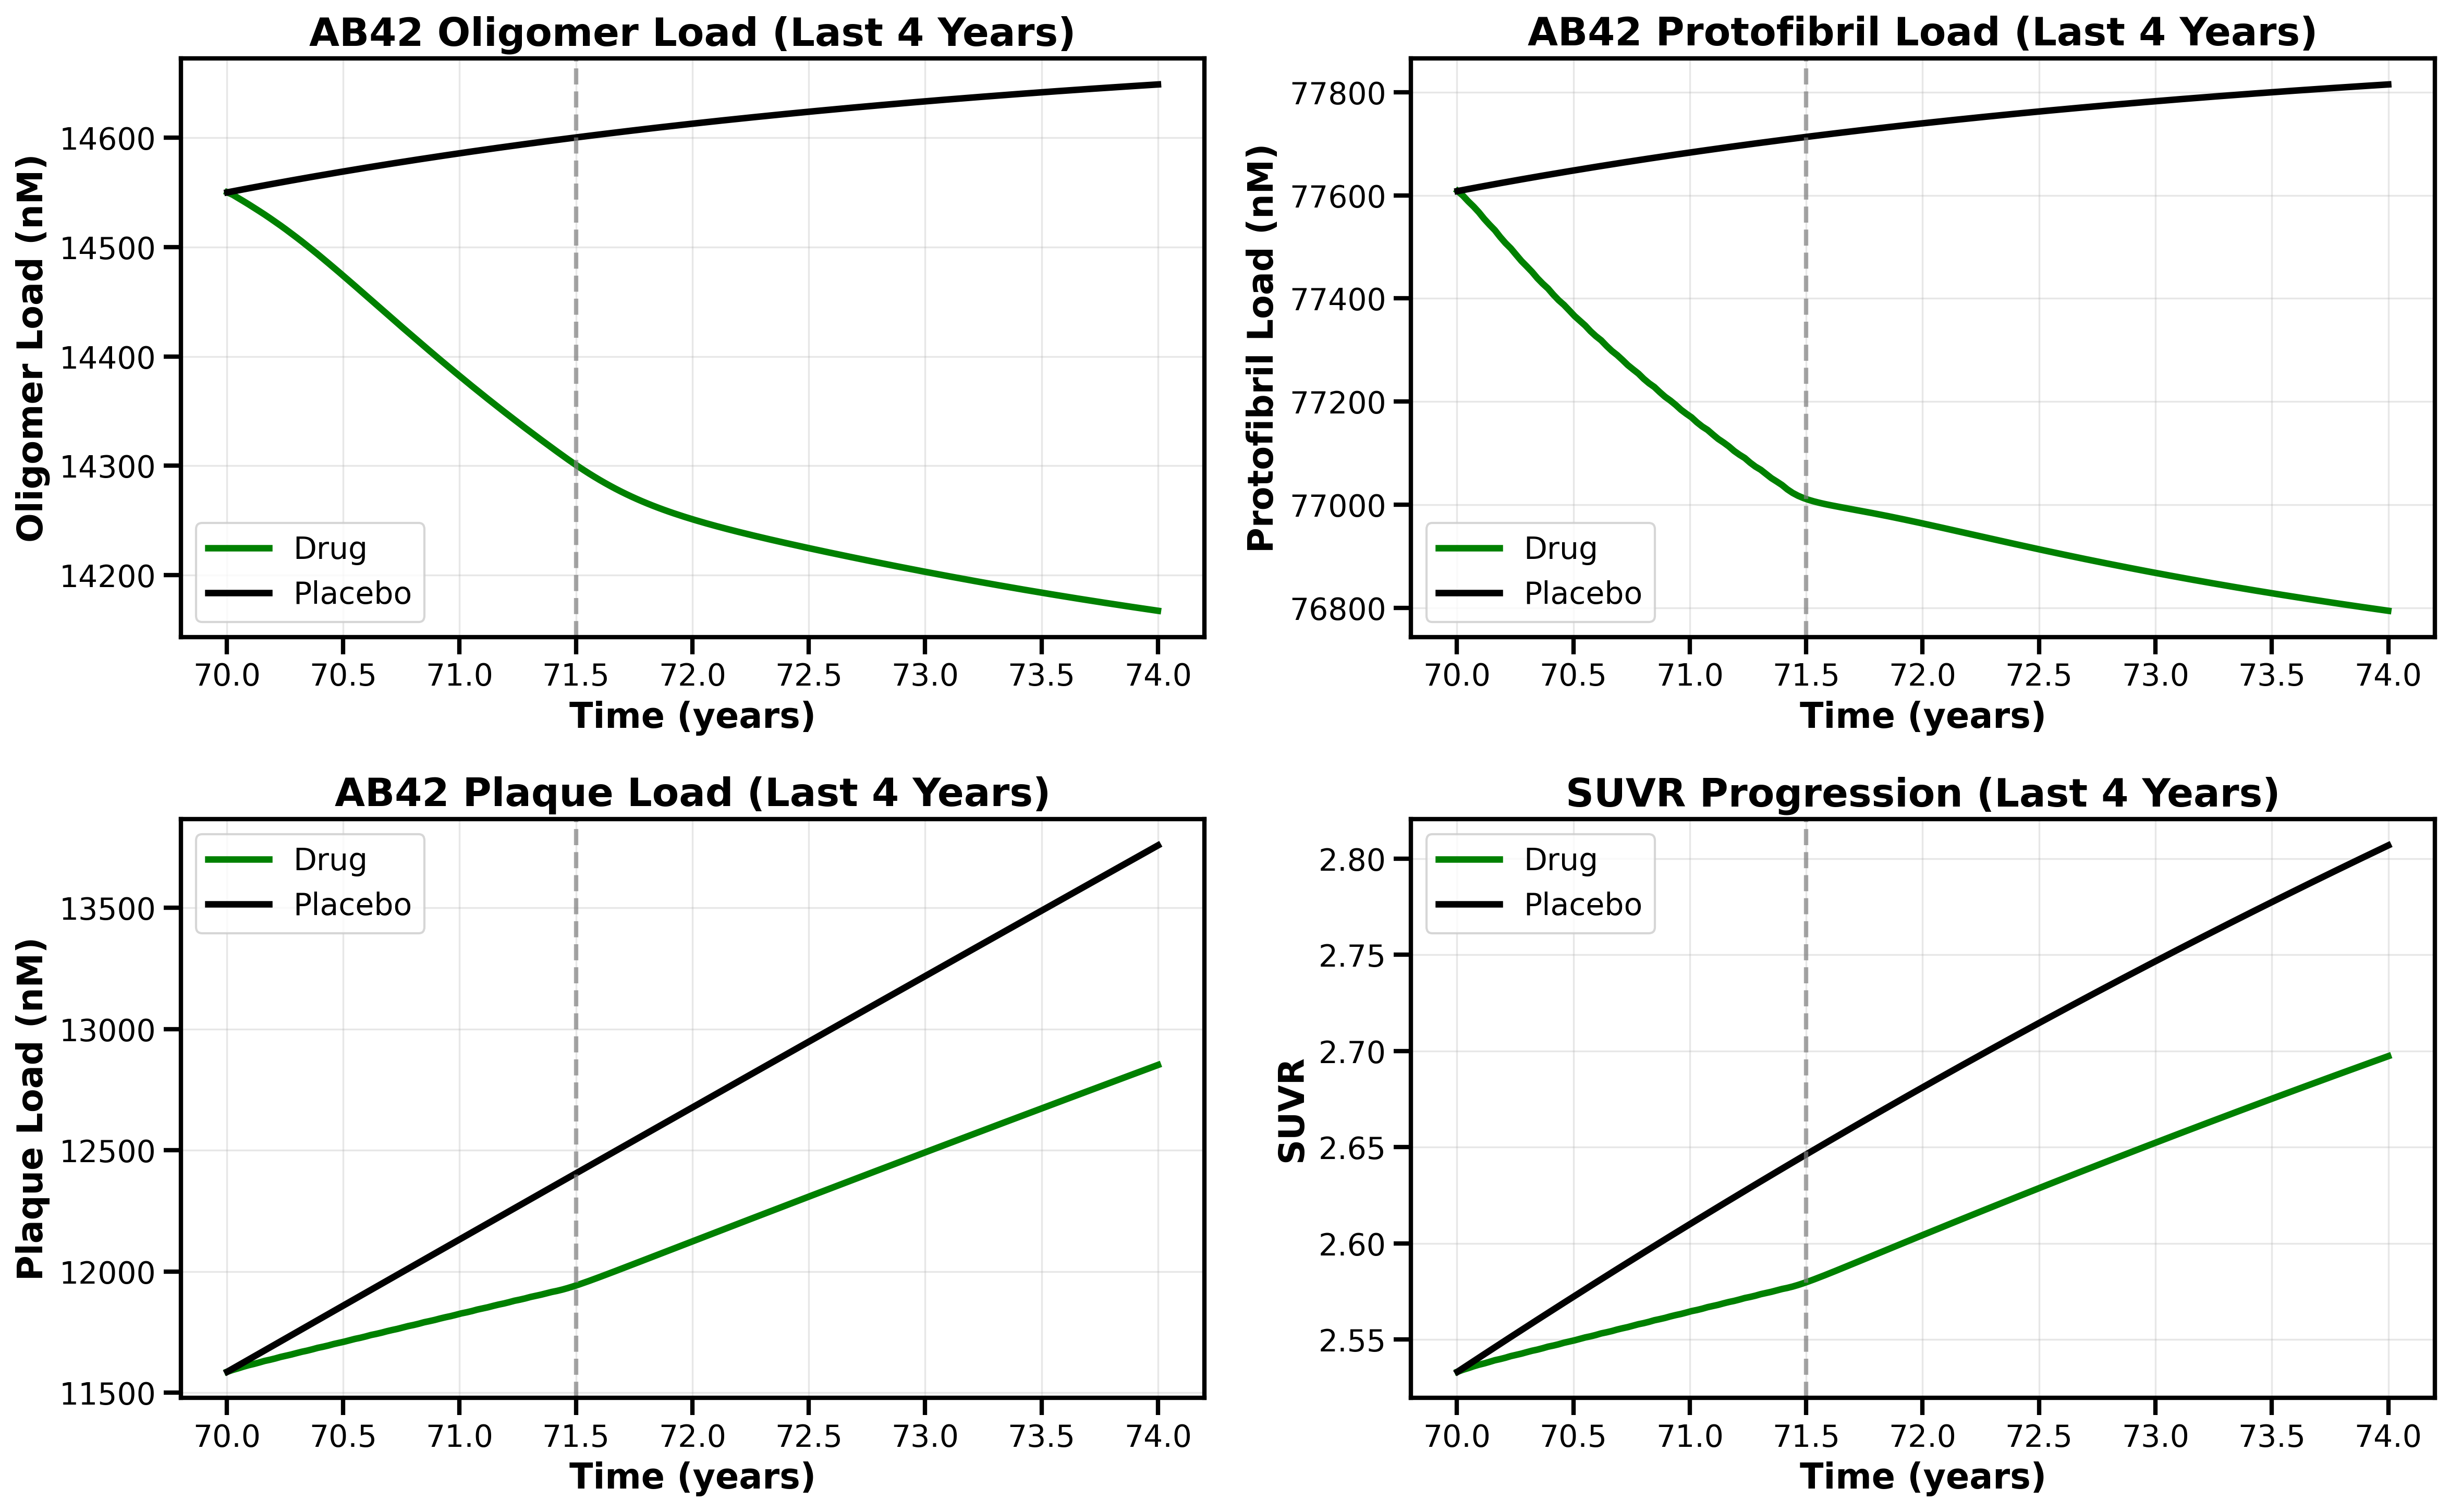 AB42 Oligomer Load (Last 4 Years)
Oligomer Load (nM)
14600
14500
14400
14300
14200
Drug
Placebo
70.0 70.5 71.0 71.5 72.0 72.5 73.0 73.5 74.0
Time (years)
AB42 Protofibril Load (Last 4 Years)
Protofibril Load (nM)
77800
77600
77400
77200
77000
76800
Drug
Placebo
70.0 70.5 71.0 71.5 72.0 72.5 73.0 73.5 74.0
Time (years)
AB42 Plaque Load (Last 4 Years)
Plaque Load (nM)
13500
13000
12500
12000
11500
Drug
Placebo
70.0 70.5 71.0 71.5 72.0 72.5 73.0 73.5 74.0
Time (years)
SUVR Progression (Last 4 Years)
SUVR
2.80
2.75
2.70
2.65
2.60
2.55
Drug
Placebo
70.0 70.5 71.0 71.5 72.0 72.5 73.0 73.5 74.0
Time (years)